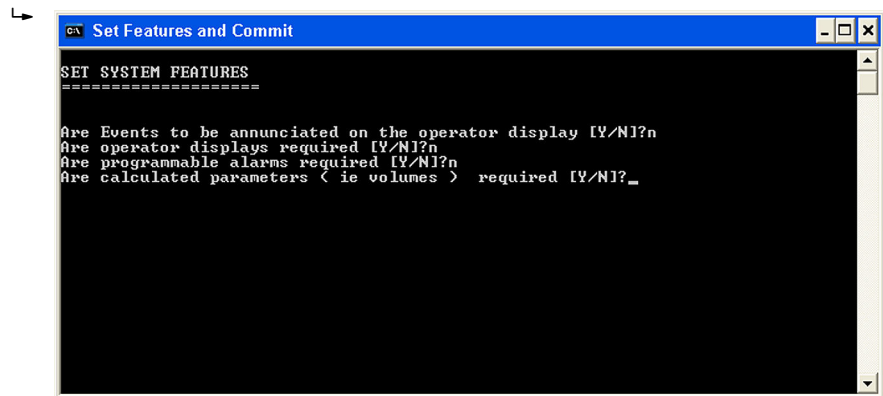 Set Features and Commit
SET SYSTEM FEATURES
====================
Are Events to be annunciated on the operator display [Y/N]?n
Are operator displays required [Y/N]?n
Are programmable alarms required [Y/N]?n
Are calculated parameters ( ie volumes )  required [Y/N]?_